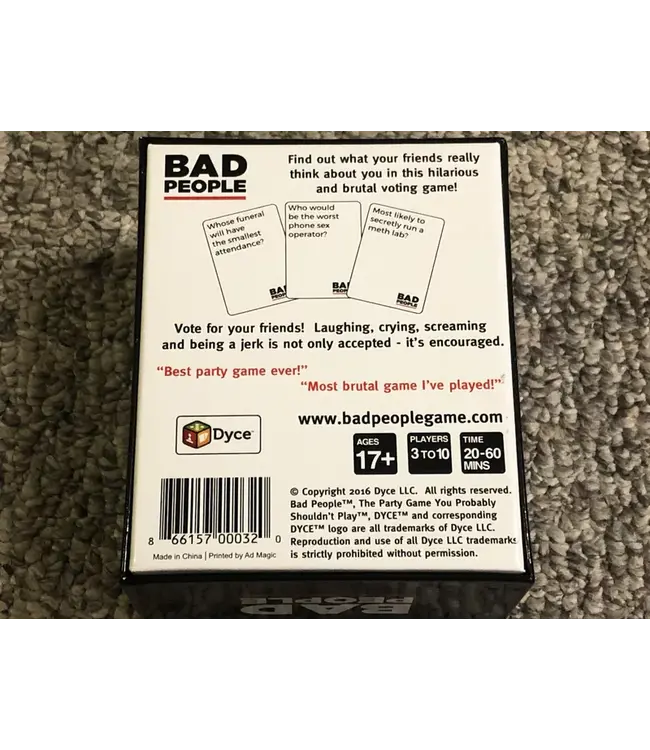 BAD
PEOPLE
Find out what your friends really
think about you in this hilarious
and brutal voting game!
Whose funeral
will have
the smallest
attendance?
BAD
PEOPLE
Who would
be the worst
phone sex
operator?
BAD
PEOPLE
Most likely to
secretly run a
meth lab?
BAD
PEOPLE
Vote for your friends! Laughing, crying, screaming
and being a jerk is not only accepted - it's encouraged.
“Best party game ever!”
“Most brutal game I've played!”
Dyce™
www.badpeoplegame.com
AGES
17+
PLAYERS
3 TO 10
TIME
20-60
MINS
8 66157 00032 0
Made in China | Printed by Ad Magic
© Copyright 2016 Dyce LLC. All rights reserved.
Bad People™, The Party Game You Probably
Shouldn't Play™, DYCE™ and corresponding
DYCE™ logo are all trademarks of Dyce LLC.
Reproduction and use of all Dyce LLC trademarks
is strictly prohibited without permission.
BAD
PEOPLE